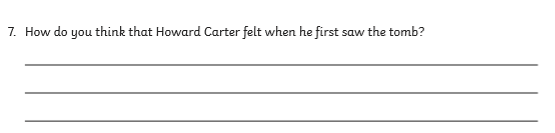 7. How do you think that Howard Carter felt when he first saw the tomb?